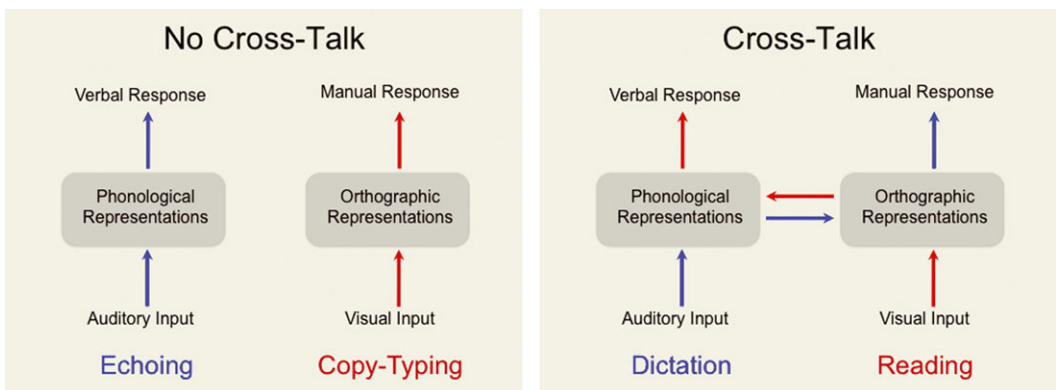 No Cross-Talk
Verbal Response
Manual Response
Phonological
Representations
Orthographic
Representations
Auditory Input
Visual Input
Echoing
Copy-Typing
Cross-Talk
Verbal Response
Manual Response
Phonological
Representations
Orthographic
Representations
Auditory Input
Visual Input
Dictation
Reading